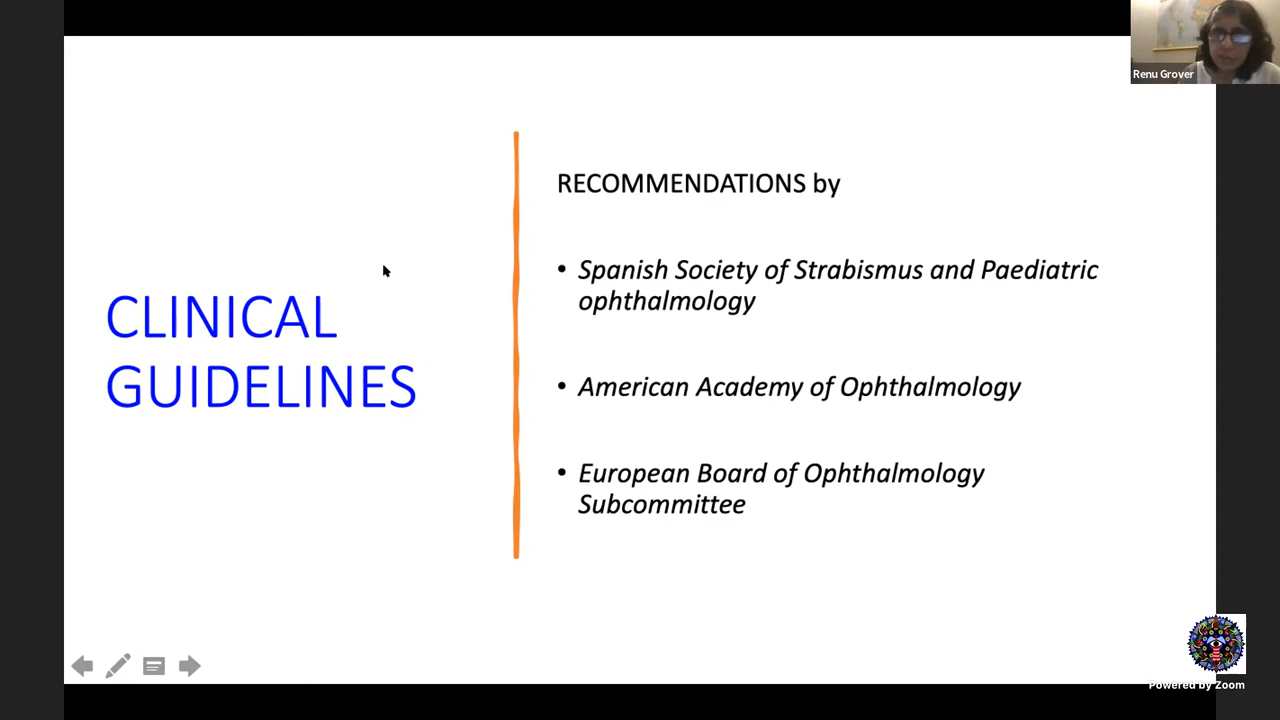 Renu Grover
RECOMMENDATIONS by
• Spanish Society of Strabismus and Paediatric
ophthalmology
CLINICAL
GUIDELINES
• American Academy of Ophthalmology
• European Board of Ophthalmology
Subcommittee
Powered by Zoom